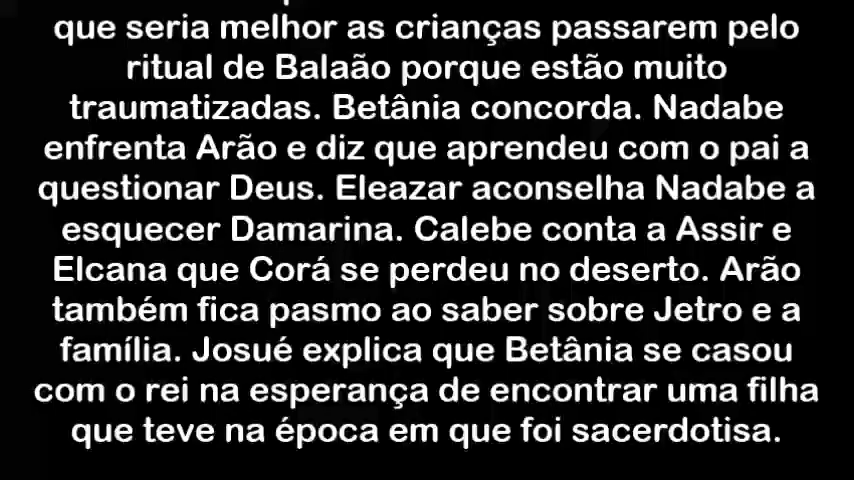 que seria melhor as crianças passarem pelo
ritual de Balaão porque estão muito
traumatizadas. Betânia concorda. Nadabe
enfrenta Arão e diz que aprendeu com o pai a
questionar Deus. Eleazar aconselha Nadabe a
esquecer Damarina. Calebe conta a Assir e
Elcana que Corá se perdeu no deserto. Arão
também fica pasmo ao saber sobre Jetro e a
família. Josué explica que Betânia se casou
com o rei na esperança de encontrar uma filha
que teve na época em que foi sacerdotisa.